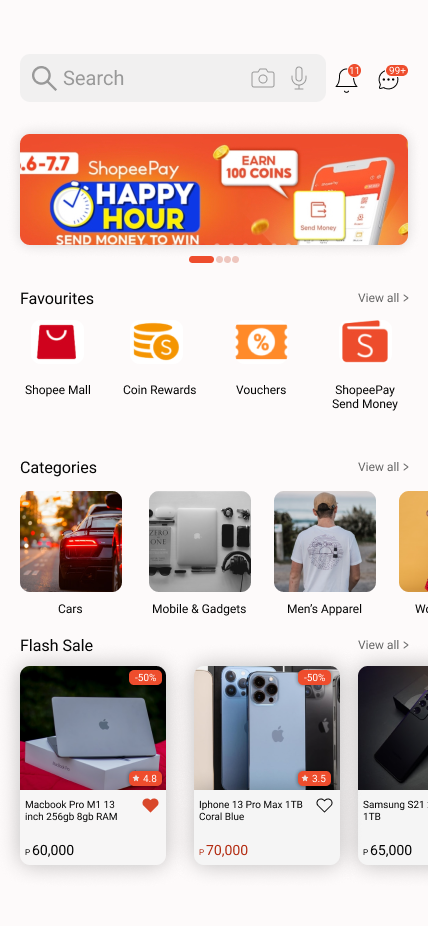 Search
11
99+
.6-7.7
ShopeePay
HAPPY
HOUR
SEND MONEY TO WIN
EARN
100 COINS
Send Money
Favourites
View all >
Shopee Mall
Coin Rewards
Vouchers
ShopeePay
Send Money
Categories
View all >
ZERO
ONE
Cars
Mobile & Gadgets
Men's Apparel
Wo
Flash Sale
View all >
-50%
4.8
Macbook Pro M1 13
inch 256gb 8gb RAM
₱ 60,000
-50%
3.5
Iphone 13 Pro Max 1TB
Coral Blue
₱ 70,000
Samsung S21
1TB
₱ 65,000